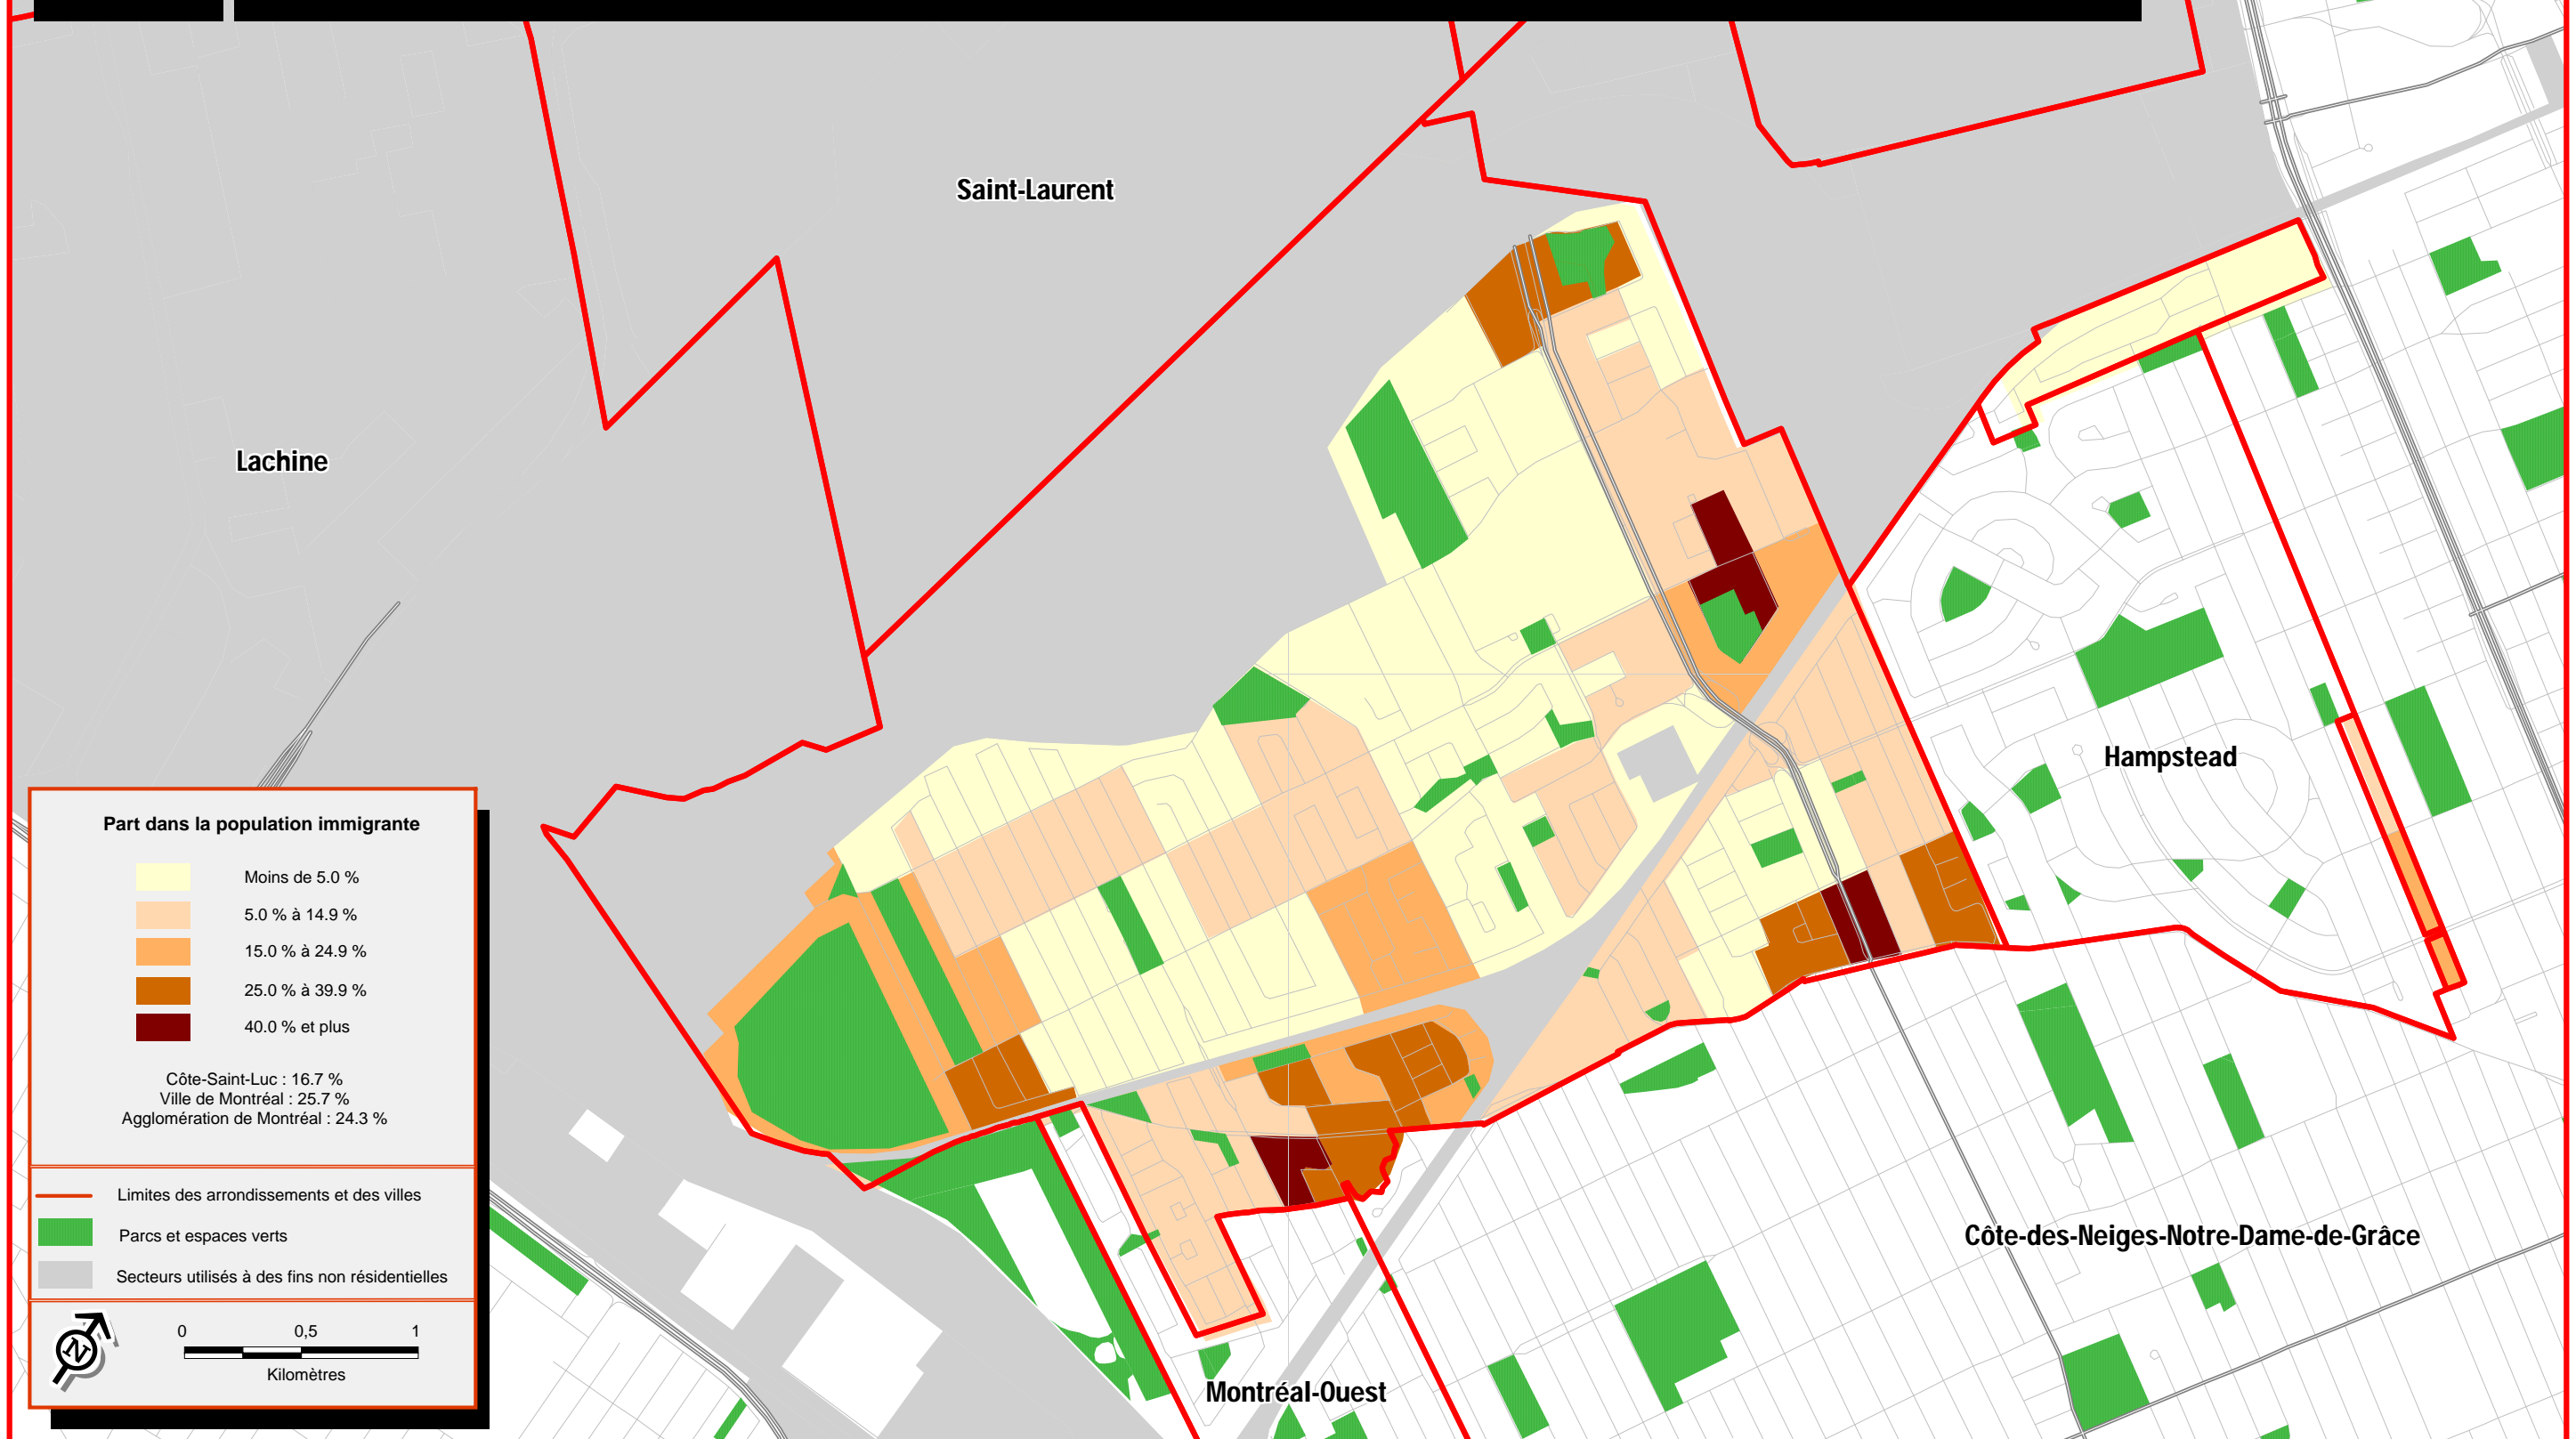 Saint-Laurent
Lachine
Hampstead
Côte-des-Neiges-Notre-Dame-de-Grâce
Montréal-Ouest
Part dans la population immigrante
Moins de 5.0 %
5.0 % à 14.9 %
15.0 % à 24.9 %
25.0 % à 39.9 %
40.0 % et plus
Côte-Saint-Luc : 16.7 %
Ville de Montréal : 25.7 %
Agglomération de Montréal : 24.3 %
Limites des arrondissements et des villes
Parcs et espaces verts
Secteurs utilisés à des fins non résidentielles
N
0 0,5 1
Kilomètres